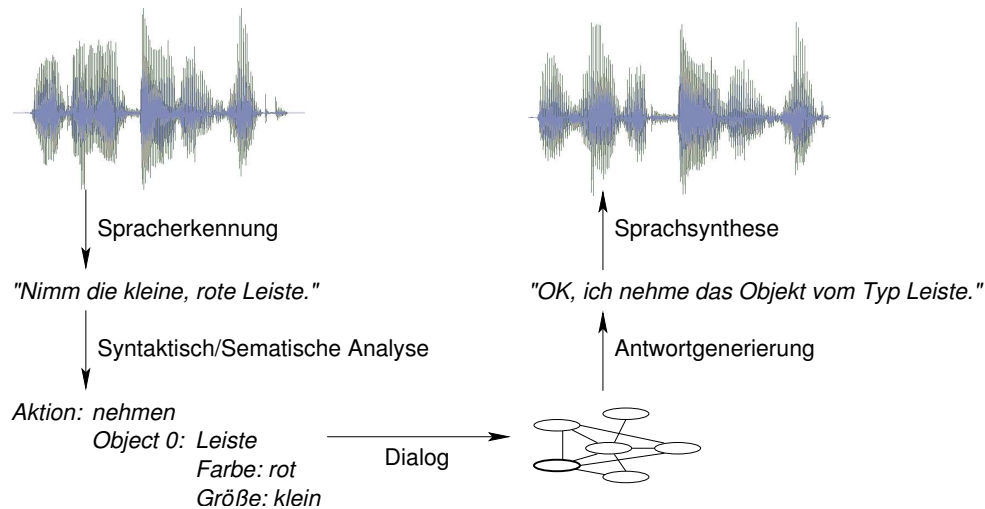 Spracherkennung
"Nimm die kleine, rote Leiste."
Syntaktisch/Sematische Analyse
Aktion: nehmen
Object 0: Leiste
Farbe: rot
Größe: klein
Dialog
Antwortgenerierung
"OK, ich nehme das Objekt vom Typ Leiste."
Sprachsynthese